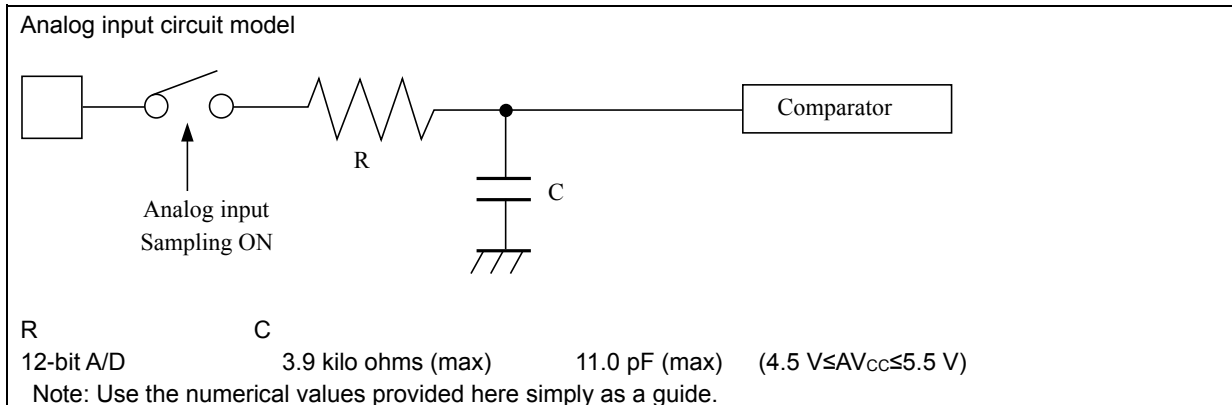 Analog input circuit model
Comparator
R
C
Analog input
Sampling ON
R C
12-bit A/D 3.9 kilo ohms (max) 11.0 pF (max) (4.5 V≤AVCC≤5.5 V)
Note: Use the numerical values provided here simply as a guide.